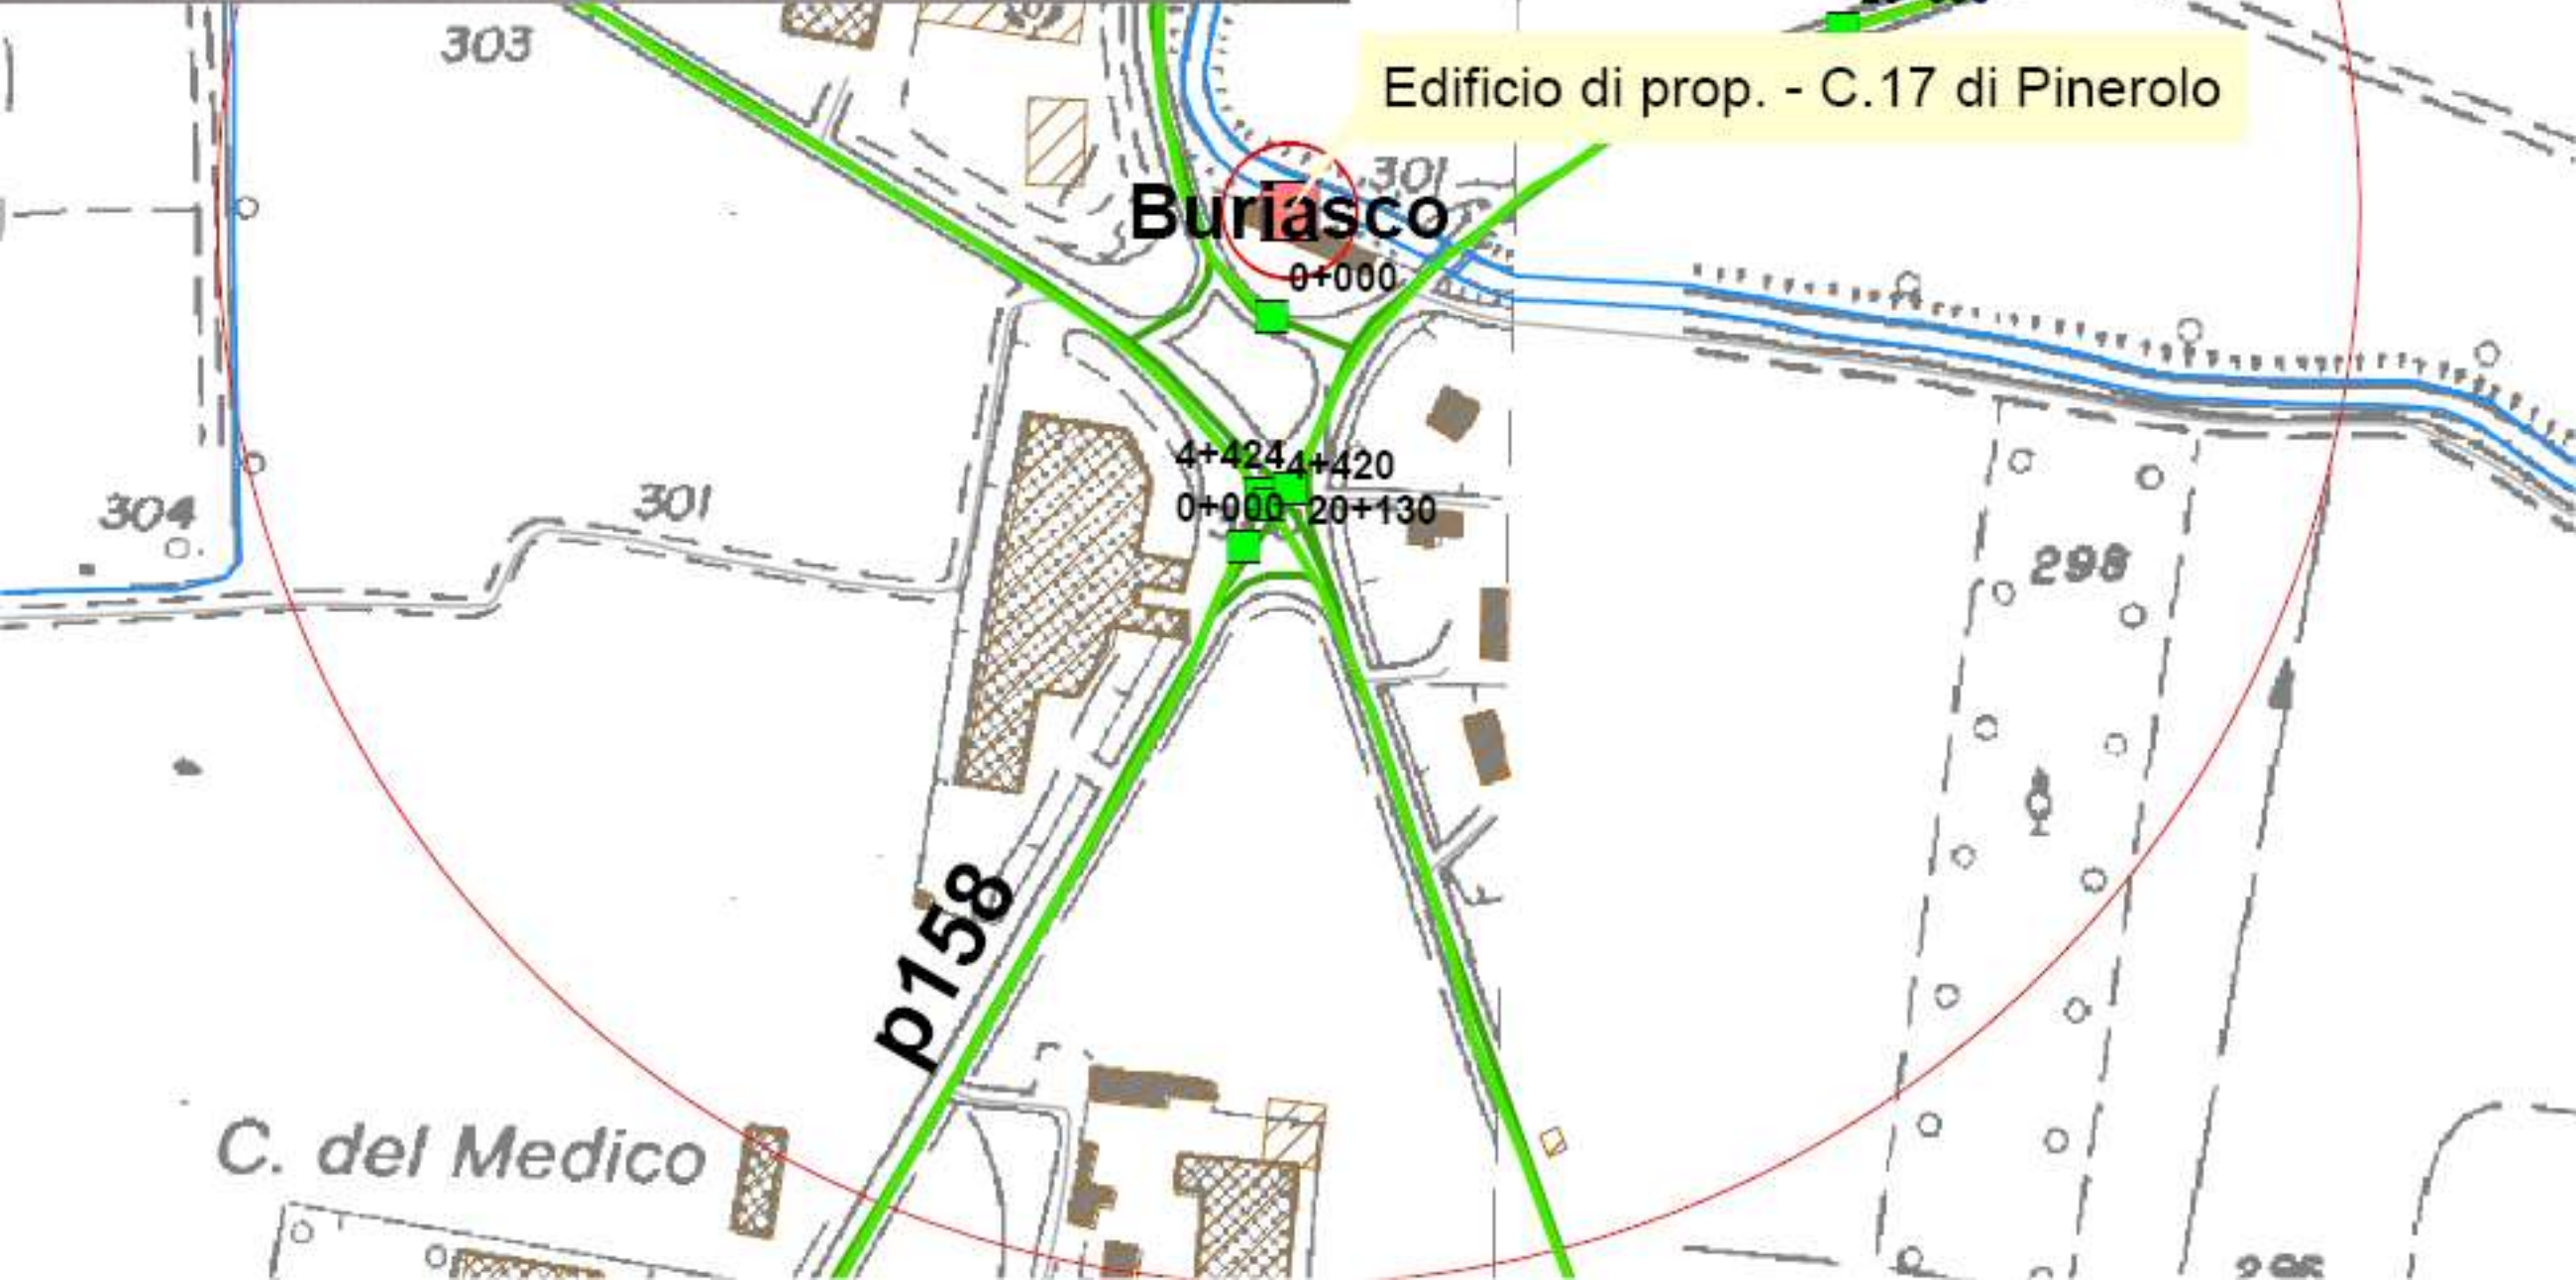 303
Edificio di prop. - C.17 di Pinerolo
301
Buriasco
0+000
4+424
4+420
0+000
20+130
304
301
298
p158
C. del Medico